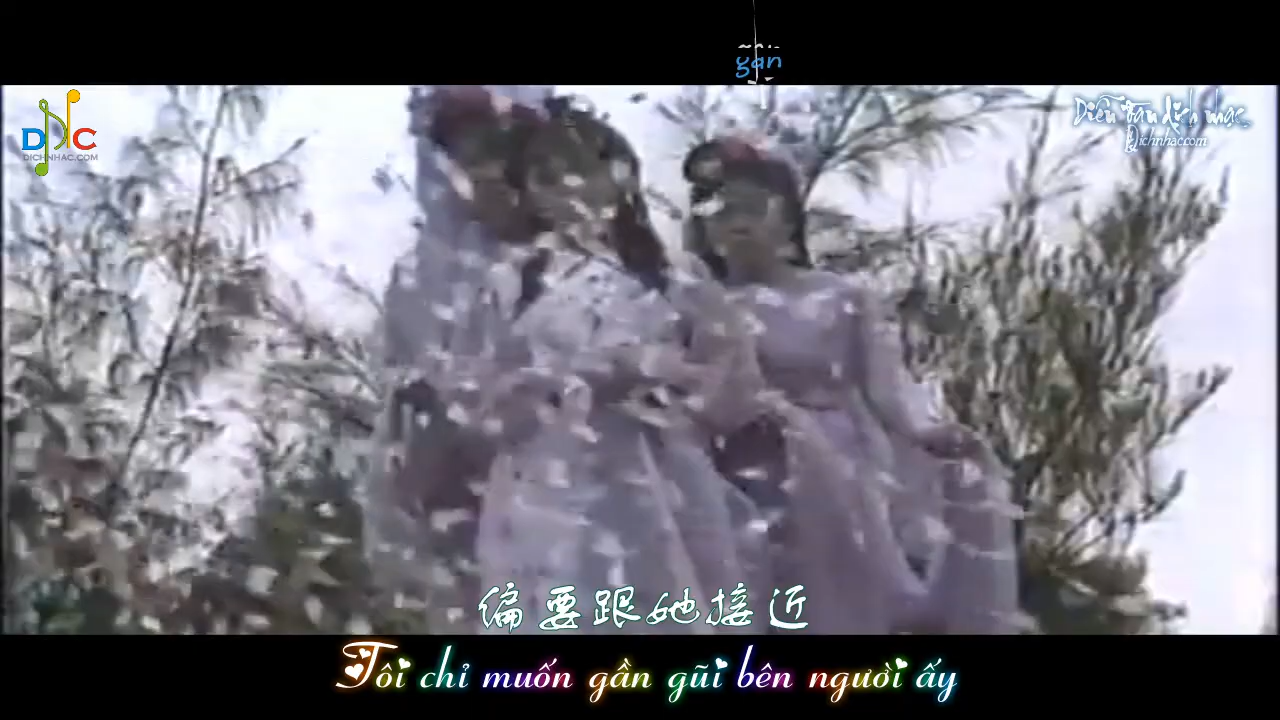 gần
DNC
DICHNHAC.COM
Diễn đàn dịch nhạc
Dichnhac.com
偏要跟她接近
Tôi chỉ muốn gần gũi bên người ấy